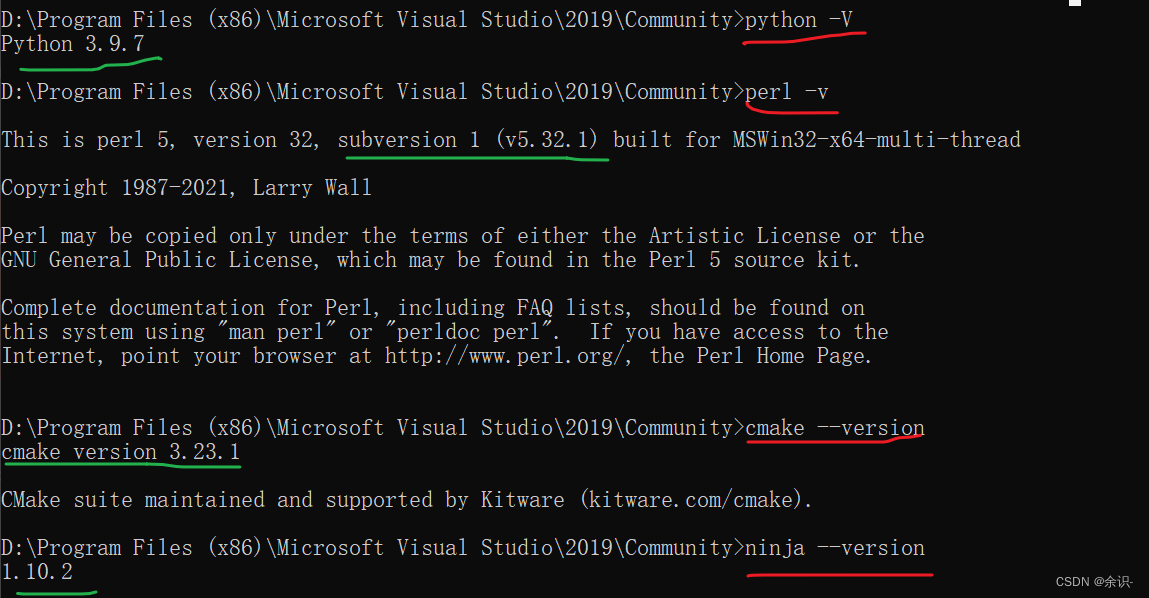 D:\Program Files (x86)\Microsoft Visual Studio\2019\Community>python -V
Python 3.9.7
D:\Program Files (x86)\Microsoft Visual Studio\2019\Community>perl -v
This is perl 5, version 32, subversion 1 (v5.32.1) built for MSWin32-x64-multi-thread
Copyright 1987-2021, Larry Wall
Perl may be copied only under the terms of either the Artistic License or the
GNU General Public License, which may be found in the Perl 5 source kit.
Complete documentation for Perl, including FAQ lists, should be found on
this system using "man perl" or "perldoc perl".  If you have access to the
Internet, point your browser at http://www.perl.org/, the Perl Home Page.
D:\Program Files (x86)\Microsoft Visual Studio\2019\Community>cmake --version
cmake version 3.23.1
CMake suite maintained and supported by Kitware (kitware.com/cmake).
D:\Program Files (x86)\Microsoft Visual Studio\2019\Community>ninja --version
1.10.2
CSDN @余识-